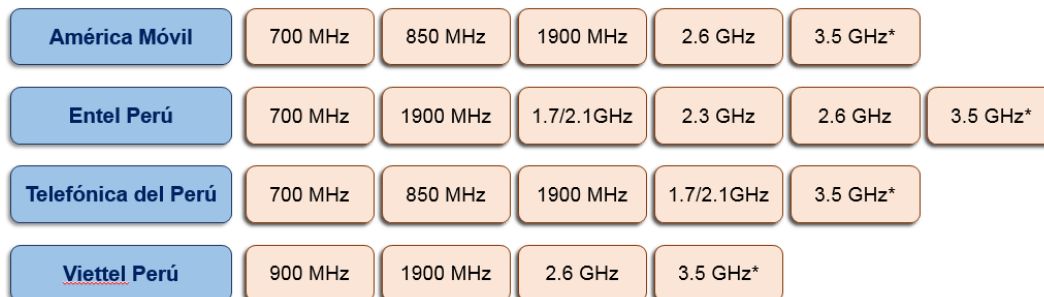 América Móvil 700 MHz 850 MHz 1900 MHz 2.6 GHz 3.5 GHz*
Entel Perú 700 MHz 1900 MHz 1.7/2.1GHz 2.3 GHz 2.6 GHz 3.5 GHz*
Telefónica del Perú 700 MHz 850 MHz 1900 MHz 1.7/2.1GHz 3.5 GHz*
Viettel Perú 900 MHz 1900 MHz 2.6 GHz 3.5 GHz*